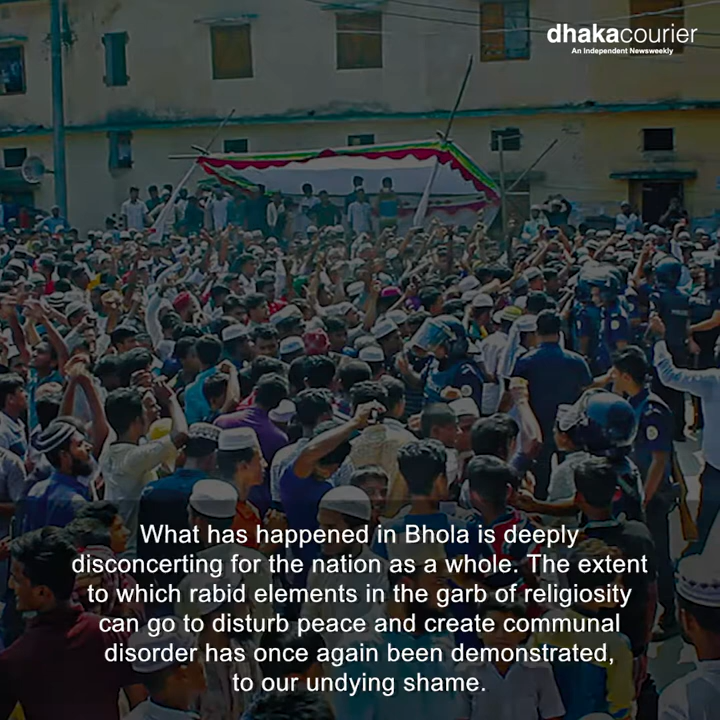 dhakacourier
An Independent Newsweekly
What has happened in Bhola is deeply
disconcerting for the nation as a whole. The extent
to which rabid elements in the garb of religiosity
can go to disturb peace and create communal
disorder has once again been demonstrated,
to our undying shame.